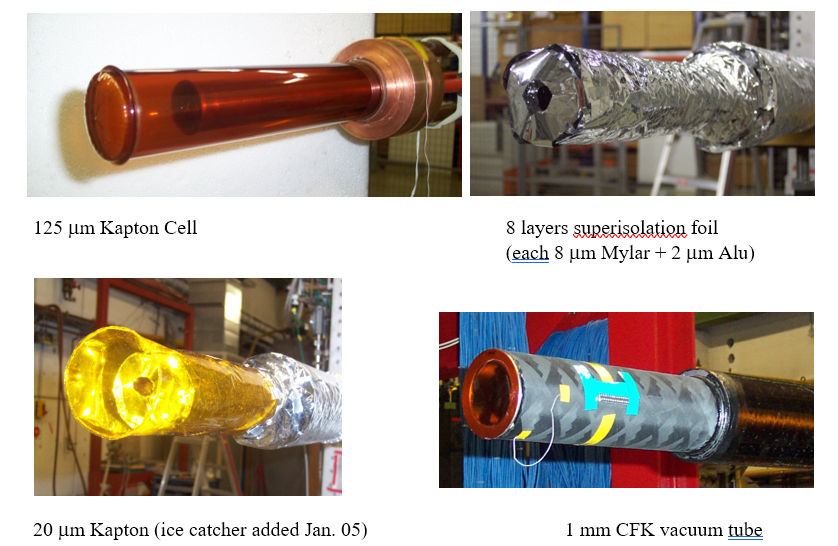 125 μm Kapton Cell
8 layers superisolation foil
(each 8 μm Mylar + 2 μm Alu)
20 μm Kapton (ice catcher added Jan. 05)
1 mm CFK vacuum tube